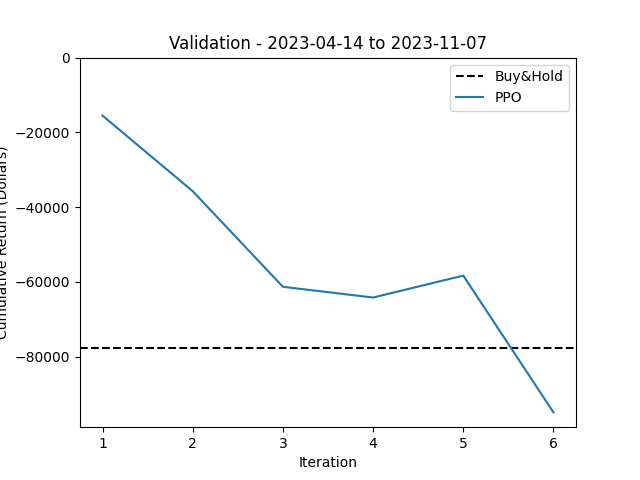 Validation - 2023-04-14 to 2023-11-07
Cumulative Return (Dollars)
0
−20000
−40000
−60000
−80000
Buy&Hold
PPO
1 2 3 4 5 6
Iteration